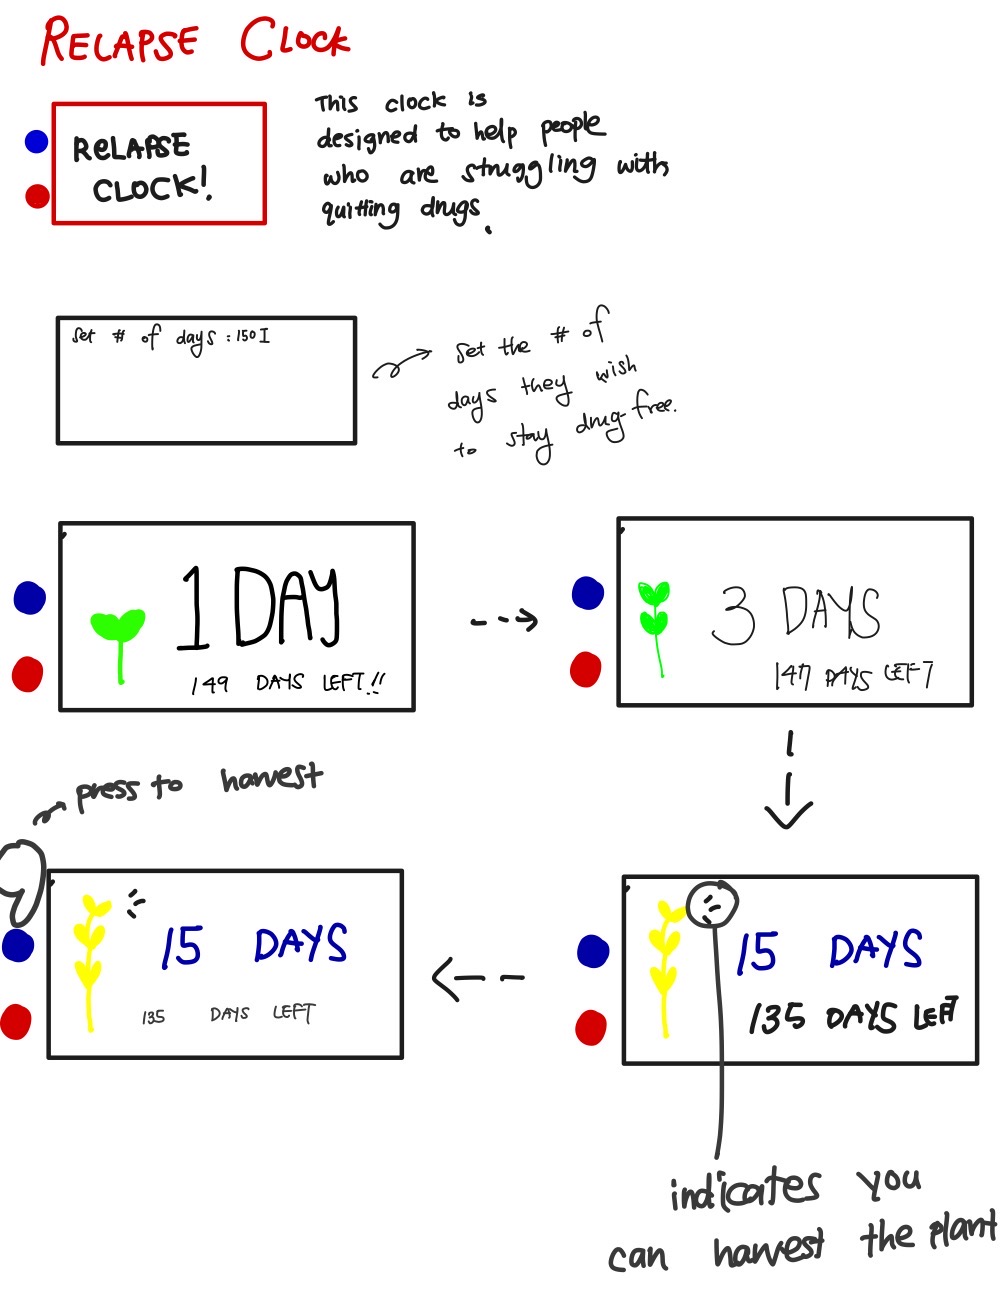 RELAPSE CLOCK
RELAPSE
CLOCK!
This clock is
designed to help people
who are struggling with
quitting drugs.
Set # of days : 150
Set the # of
days they wish
to stay drug-free.
1 DAY
149 DAYS LEFT!!
3 DAYS
147 DAYS LEFT
press to harvest
15 DAYS
135 DAYS LEFT
15 DAYS
135 DAYS LEFT
indicates you
can harvest the plant